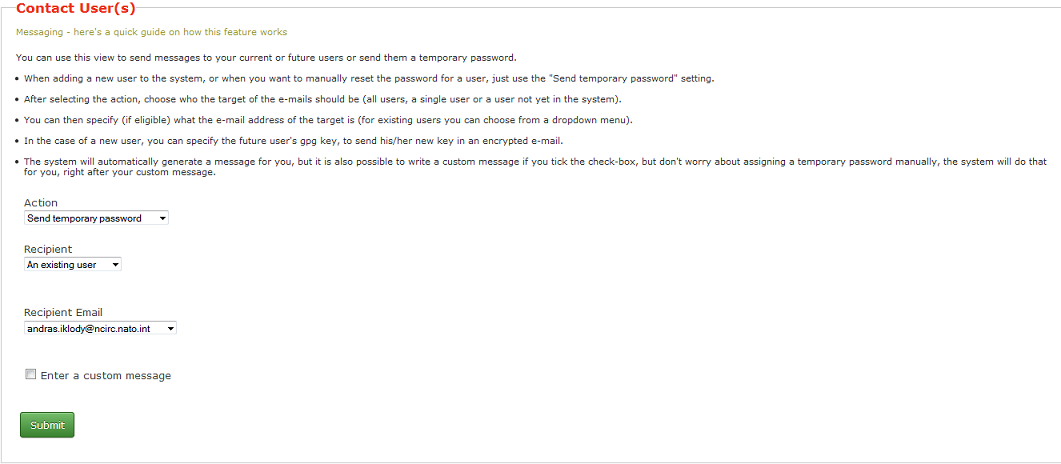 Contact User(s)
Messaging - here's a quick guide on how this feature works
You can use this view to send messages to your current or future users or send them a temporary password.
• When adding a new user to the system, or when you want to manually reset the password for a user, just use the "Send temporary password" setting.
• After selecting the action, choose who the target of the e-mails should be (all users, a single user or a user not yet in the system).
• You can then specify (if eligible) what the e-mail address of the target is (for existing users you can choose from a dropdown menu).
• In the case of a new user, you can specify the future user's gpg key, to send his/her new key in an encrypted e-mail.
• The system will automatically generate a message for you, but it is also possible to write a custom message if you tick the check-box, but don't worry about assigning a temporary password manually, the system will do that
for you, right after your custom message.
Action
Send temporary password
Recipient
An existing user
Recipient Email
andras.iklody@ncirc.nato.int
Enter a custom message
Submit